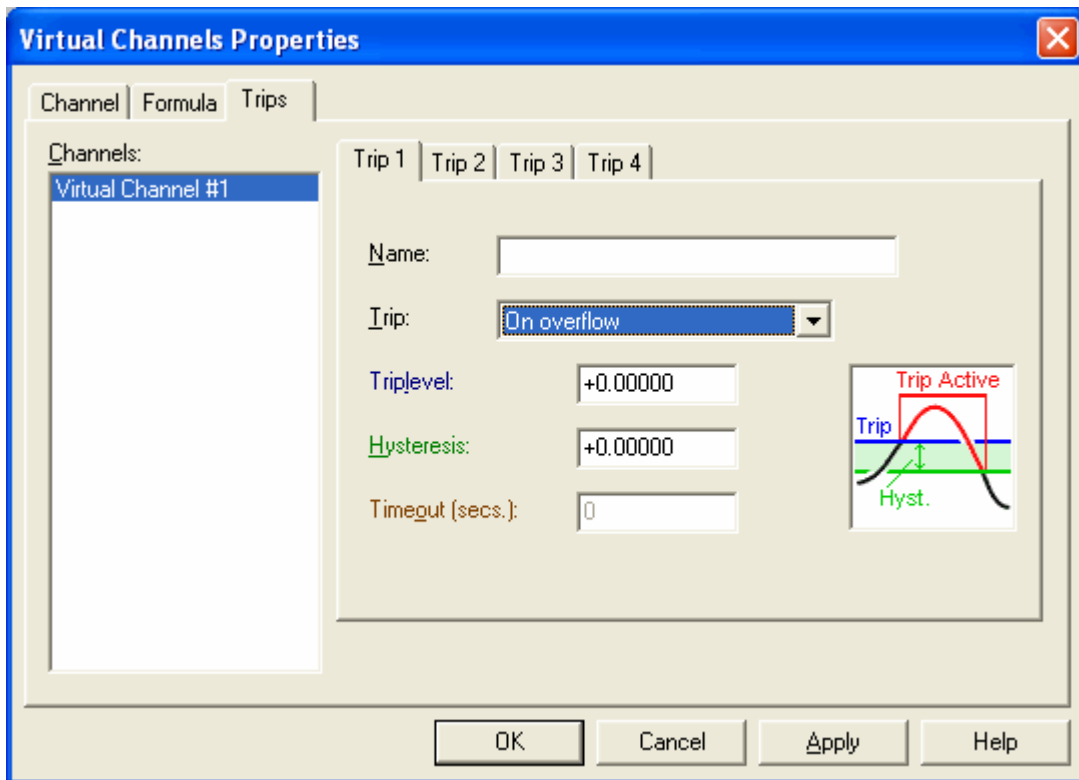 Virtual Channels Properties
Channel
Formula
Trips
Channels:
Virtual Channel #1
Trip 1
Trip 2
Trip 3
Trip 4
Name:
Trip:
On overflow
Triplevel:
+0.00000
Hysteresis:
+0.00000
Timeout (secs.):
0
Trip Active
Trip
Hyst.
OK
Cancel
Apply
Help